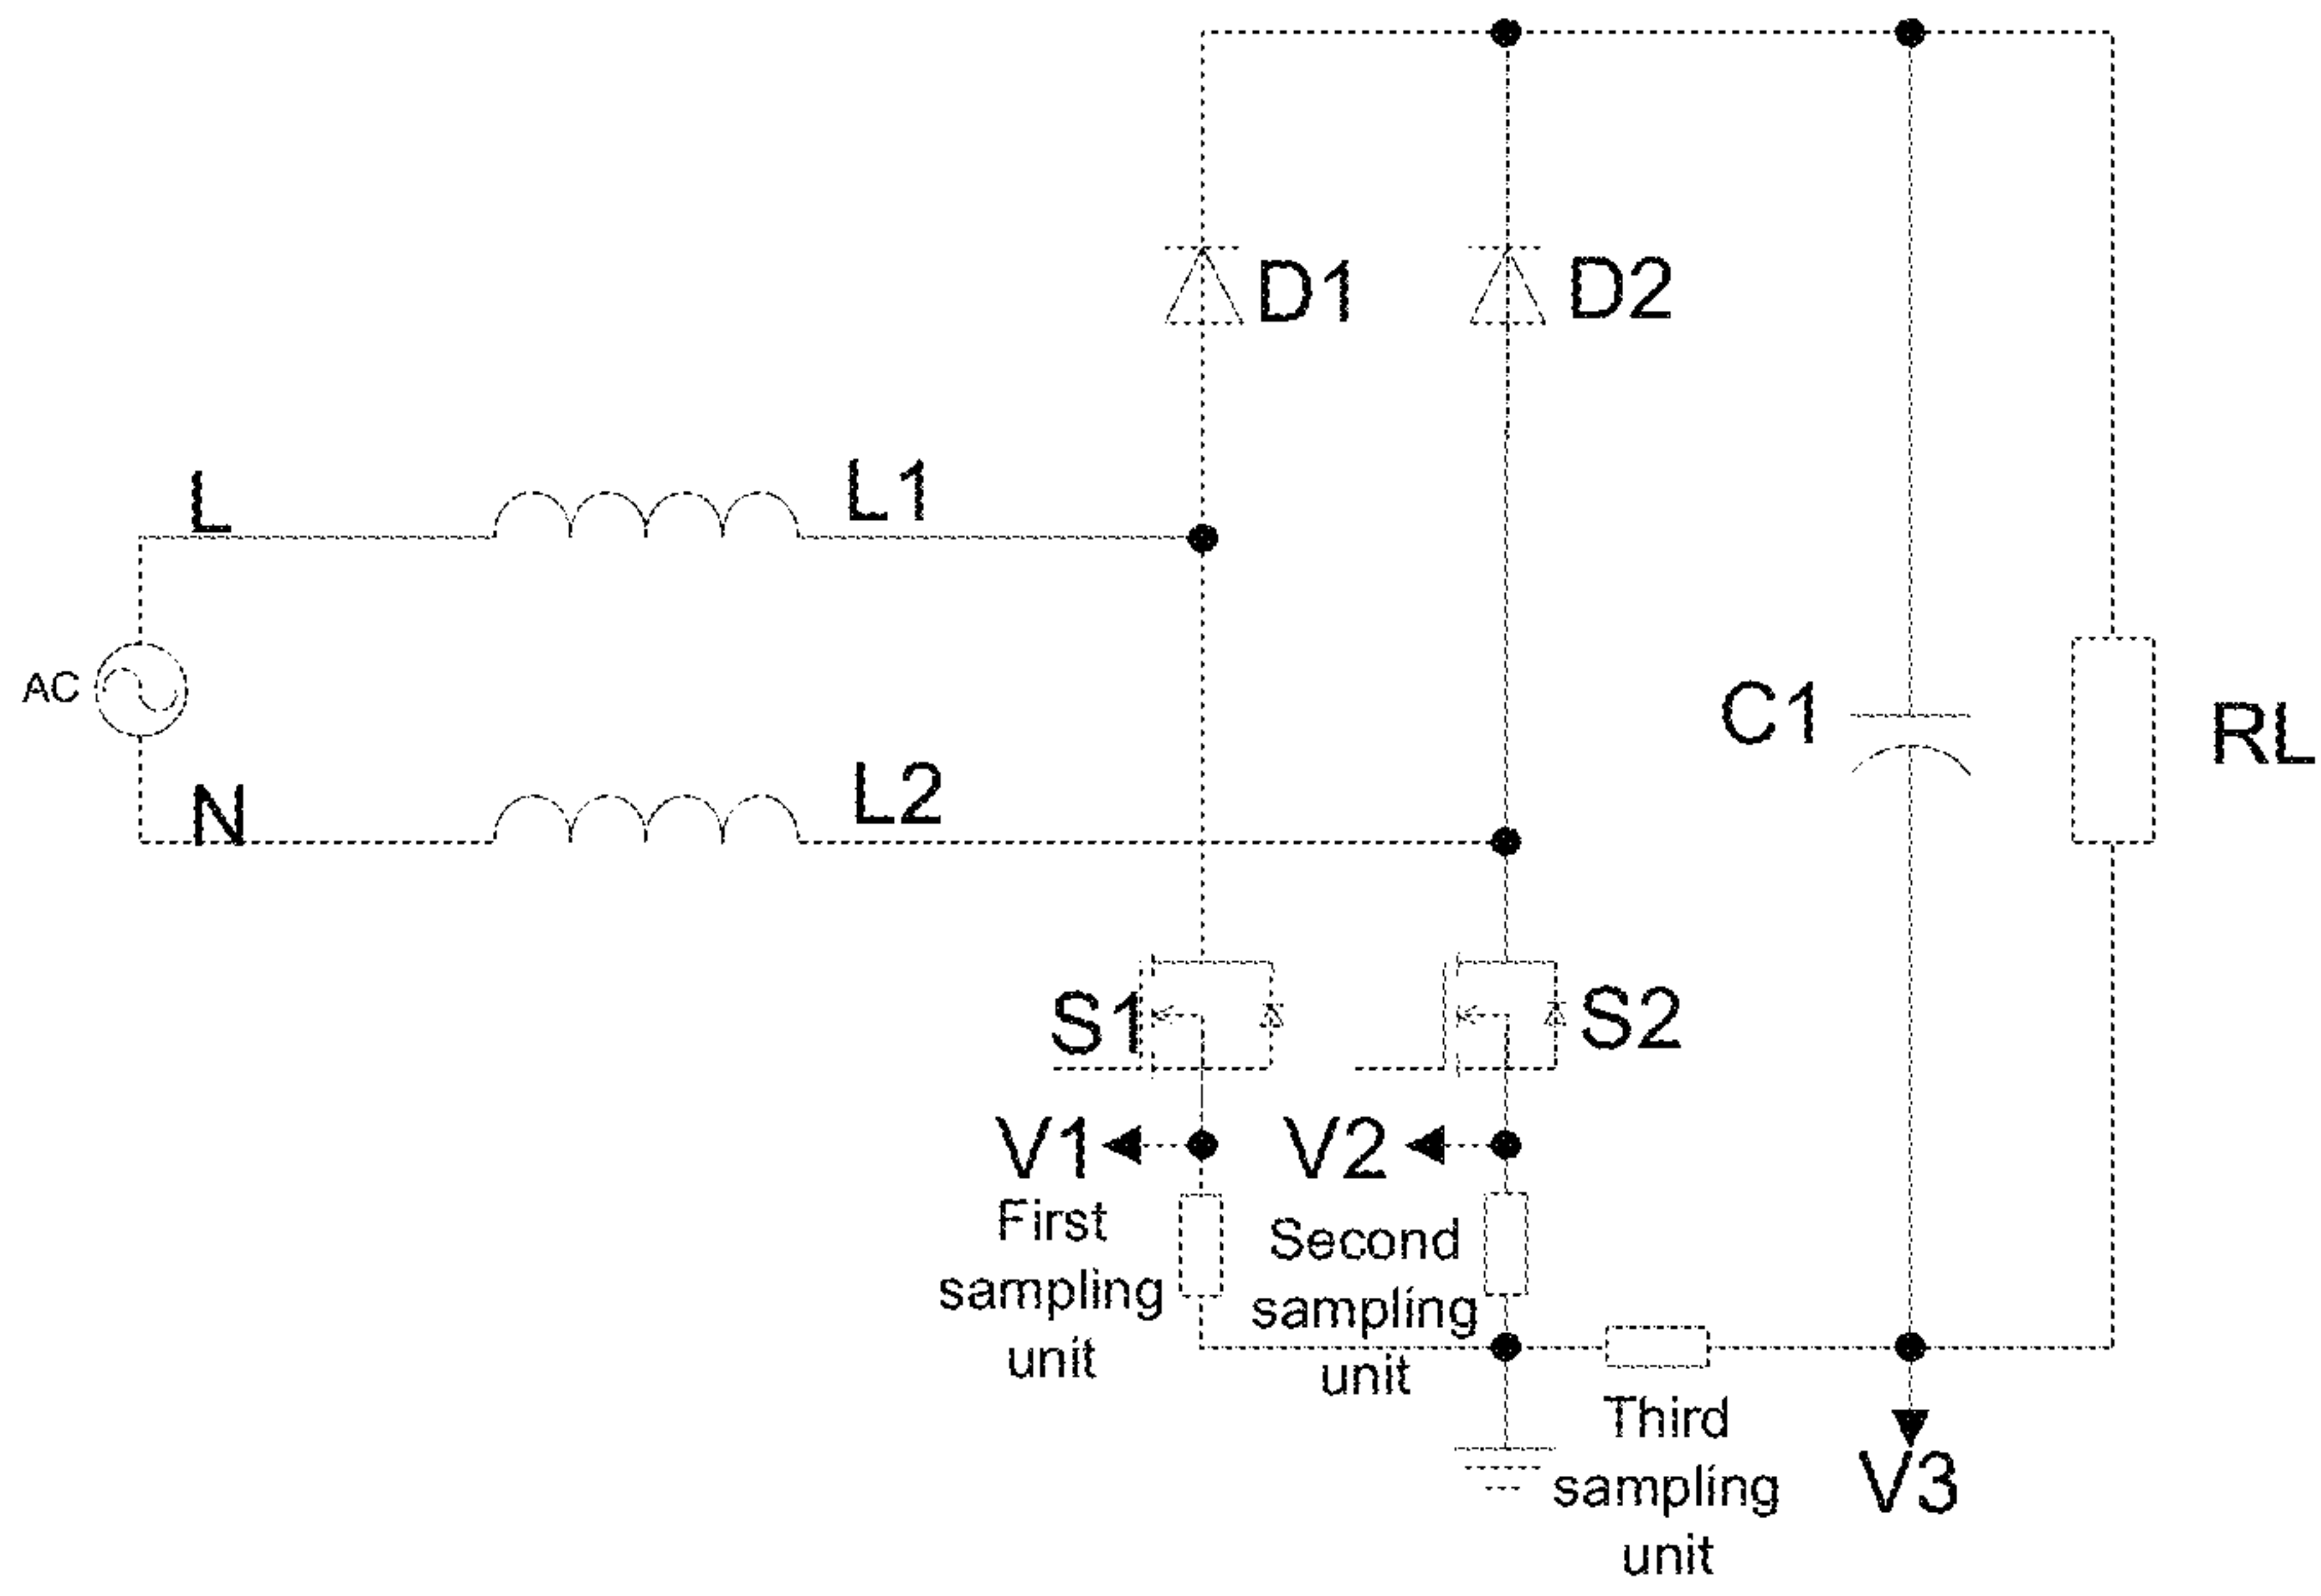 D1
D2
L
L1
AC
C1
RL
N
L2
S1
S2
V1
V2
First
sampling
unit
Second
sampling
unit
Third
sampling
unit
V3